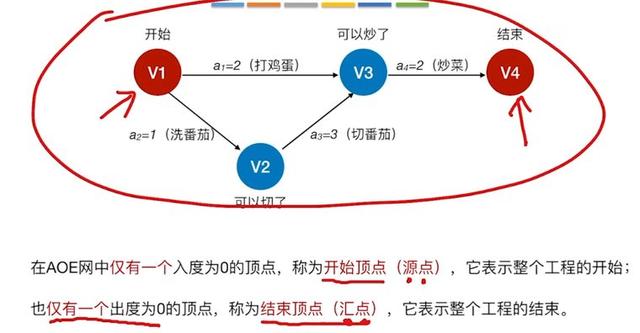 开始
可以炒了
结束
V1
a₁=2（打鸡蛋）
V3
a₄=2（炒菜）
V4
a₂=1（洗番茄）
a₃=3（切番茄）
V2
可以切了
在AOE网中仅有一个入度为0的顶点，称为开始顶点（源点），它表示整个工程的开始；
也仅有一个出度为0的顶点，称为结束顶点（汇点），它表示整个工程的结束。